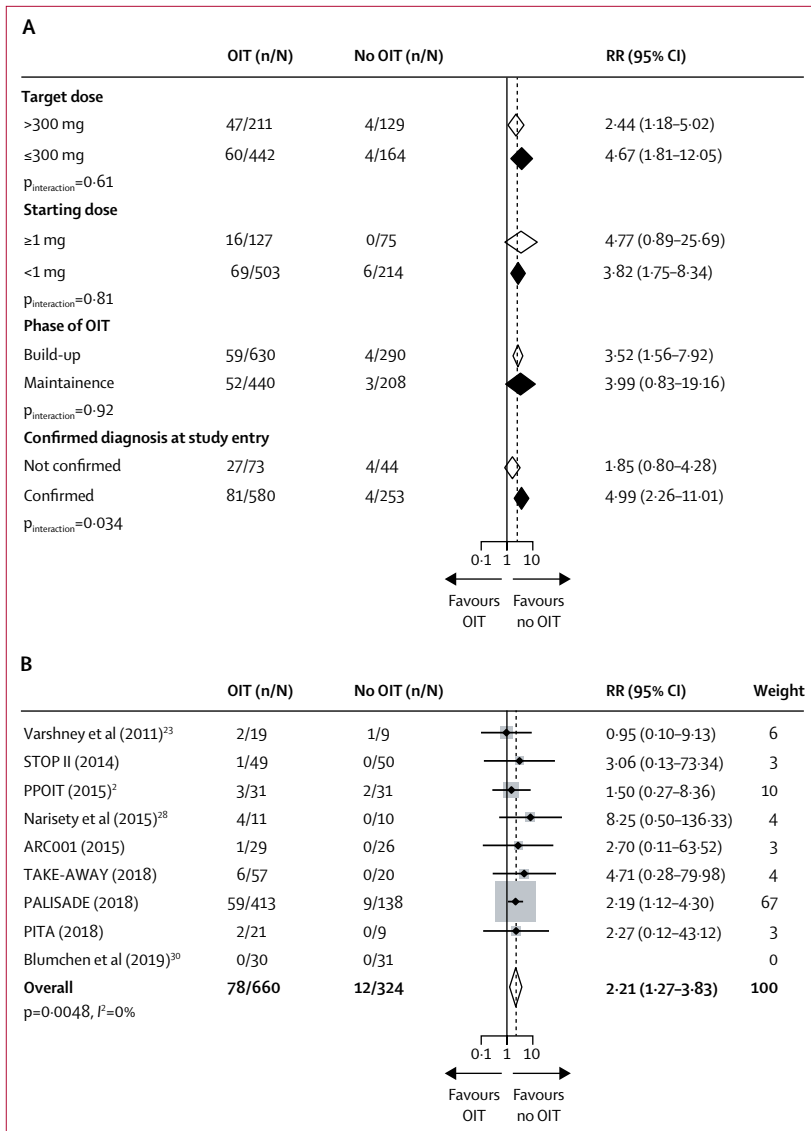 A
OIT (n/N) No OIT (n/N) RR (95% CI)
Target dose
>300 mg 47/211 4/129 2·44 (1·18–5·02)
≤300 mg 60/442 4/164 4·67 (1·81–12·05)
pinteraction=0·61
Starting dose
≥1 mg 16/127 0/75 4·77 (0·89–25·69)
<1 mg 69/503 6/214 3·82 (1·75–8·34)
pinteraction=0·81
Phase of OIT
Build-up 59/630 4/290 3·52 (1·56–7·92)
Maintainence 52/440 3/208 3·99 (0·83–19·16)
pinteraction=0·92
Confirmed diagnosis at study entry
Not confirmed 27/73 4/44 1·85 (0·80–4·28)
Confirmed 81/580 4/253 4·99 (2·26–11·01)
pinteraction=0·034
0·1 1 10
Favours Favours
OIT no OIT
B
OIT (n/N) No OIT (n/N) RR (95% CI) Weight
Varshney et al (2011)23 2/19 1/9 0·95 (0·10–9·13) 6
STOP II (2014) 1/49 0/50 3·06 (0·13–73·34) 3
PPOIT (2015)2 3/31 2/31 1·50 (0·27–8·36) 10
Narisety et al (2015)28 4/11 0/10 8·25 (0·50–136·33) 4
ARC001 (2015) 1/29 0/26 2·70 (0·11–63·52) 3
TAKE-AWAY (2018) 6/57 0/20 4·71 (0·28–79·98) 4
PALISADE (2018) 59/413 9/138 2·19 (1·12–4·30) 67
PITA (2018) 2/21 0/9 2·27 (0·12–43·12) 3
Blumchen et al (2019)30 0/30 0/31 0
Overall 78/660 12/324 2·21 (1·27–3·83) 100
p=0·0048, I2=0%
0·1 1 10
Favours Favours
OIT no OIT